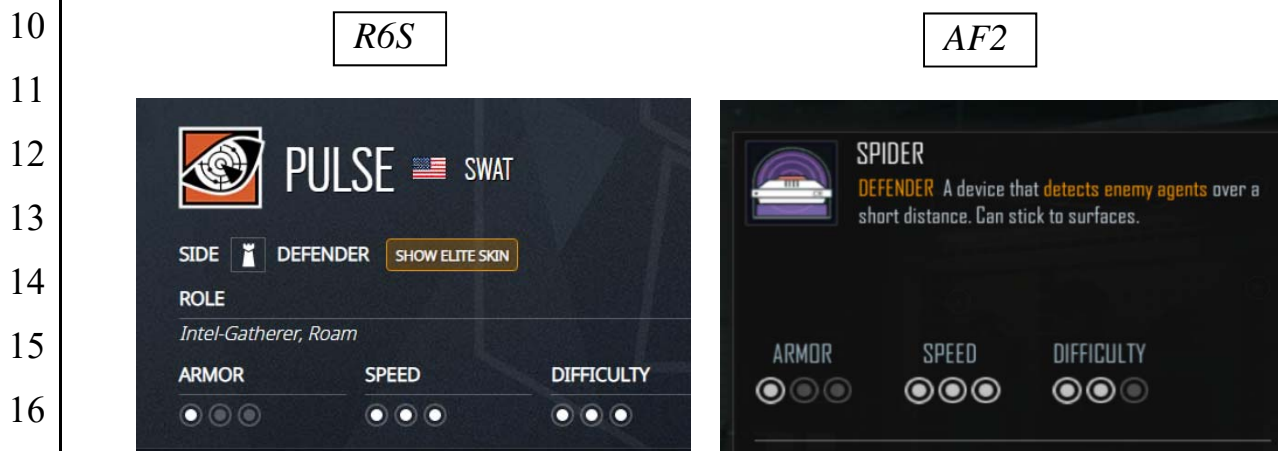 10
R6S AF2
11
12
PULSE SWAT
SPIDER
DEFENDER A device that detects enemy agents over a
short distance. Can stick to surfaces.
13
SIDE DEFENDER SHOW ELITE SKIN
14
ROLE
15
Intel-Gatherer, Roam
ARMOR SPEED DIFFICULTY
ARMOR SPEED DIFFICULTY
16